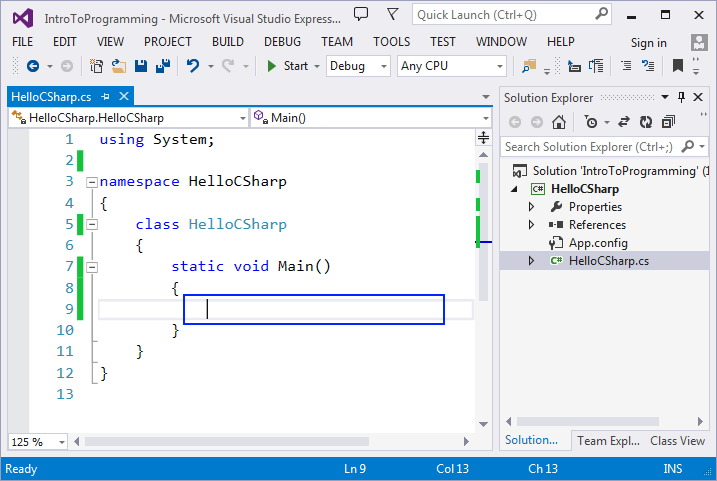 IntroToProgramming - Microsoft Visual Studio Express...
Quick Launch (Ctrl+Q)
FILE EDIT VIEW PROJECT BUILD DEBUG TEAM TOOLS TEST WINDOW HELP Sign in
Start Debug Any CPU
HelloCSharp.cs
HelloCSharp.HelloCSharp Main()
1 using System;
2
3 namespace HelloCSharp
4 {
5 class HelloCSharp
6 {
7 static void Main()
8 {
9
10 }
11 }
12 }
13
125 %
Solution Explorer
Search Solution Explorer (Ctrl+;)
Solution 'IntroToProgramming' (1
C# HelloCSharp
Properties
References
App.config
C# HelloCSharp.cs
Solution... Team Expl... Class View
Ready Ln 9 Col 13 Ch 13 INS